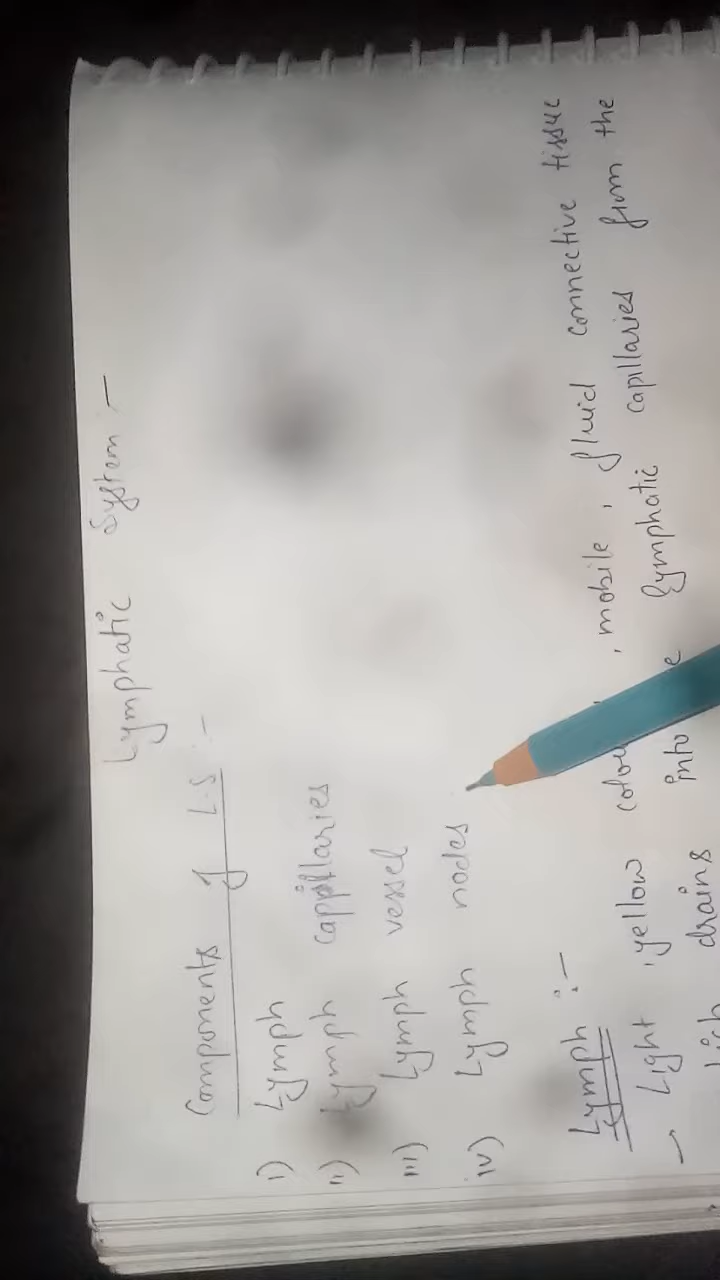 Lymphatic System :-
Components of L.S :-
i) Lymph
ii) Lymph cappillaries
iii) Lymph vessel
iv) Lymph nodes
Lymph :-
→ Light yellow , mobile , fluid connective tissue
drains into lymphatic capillaries from the